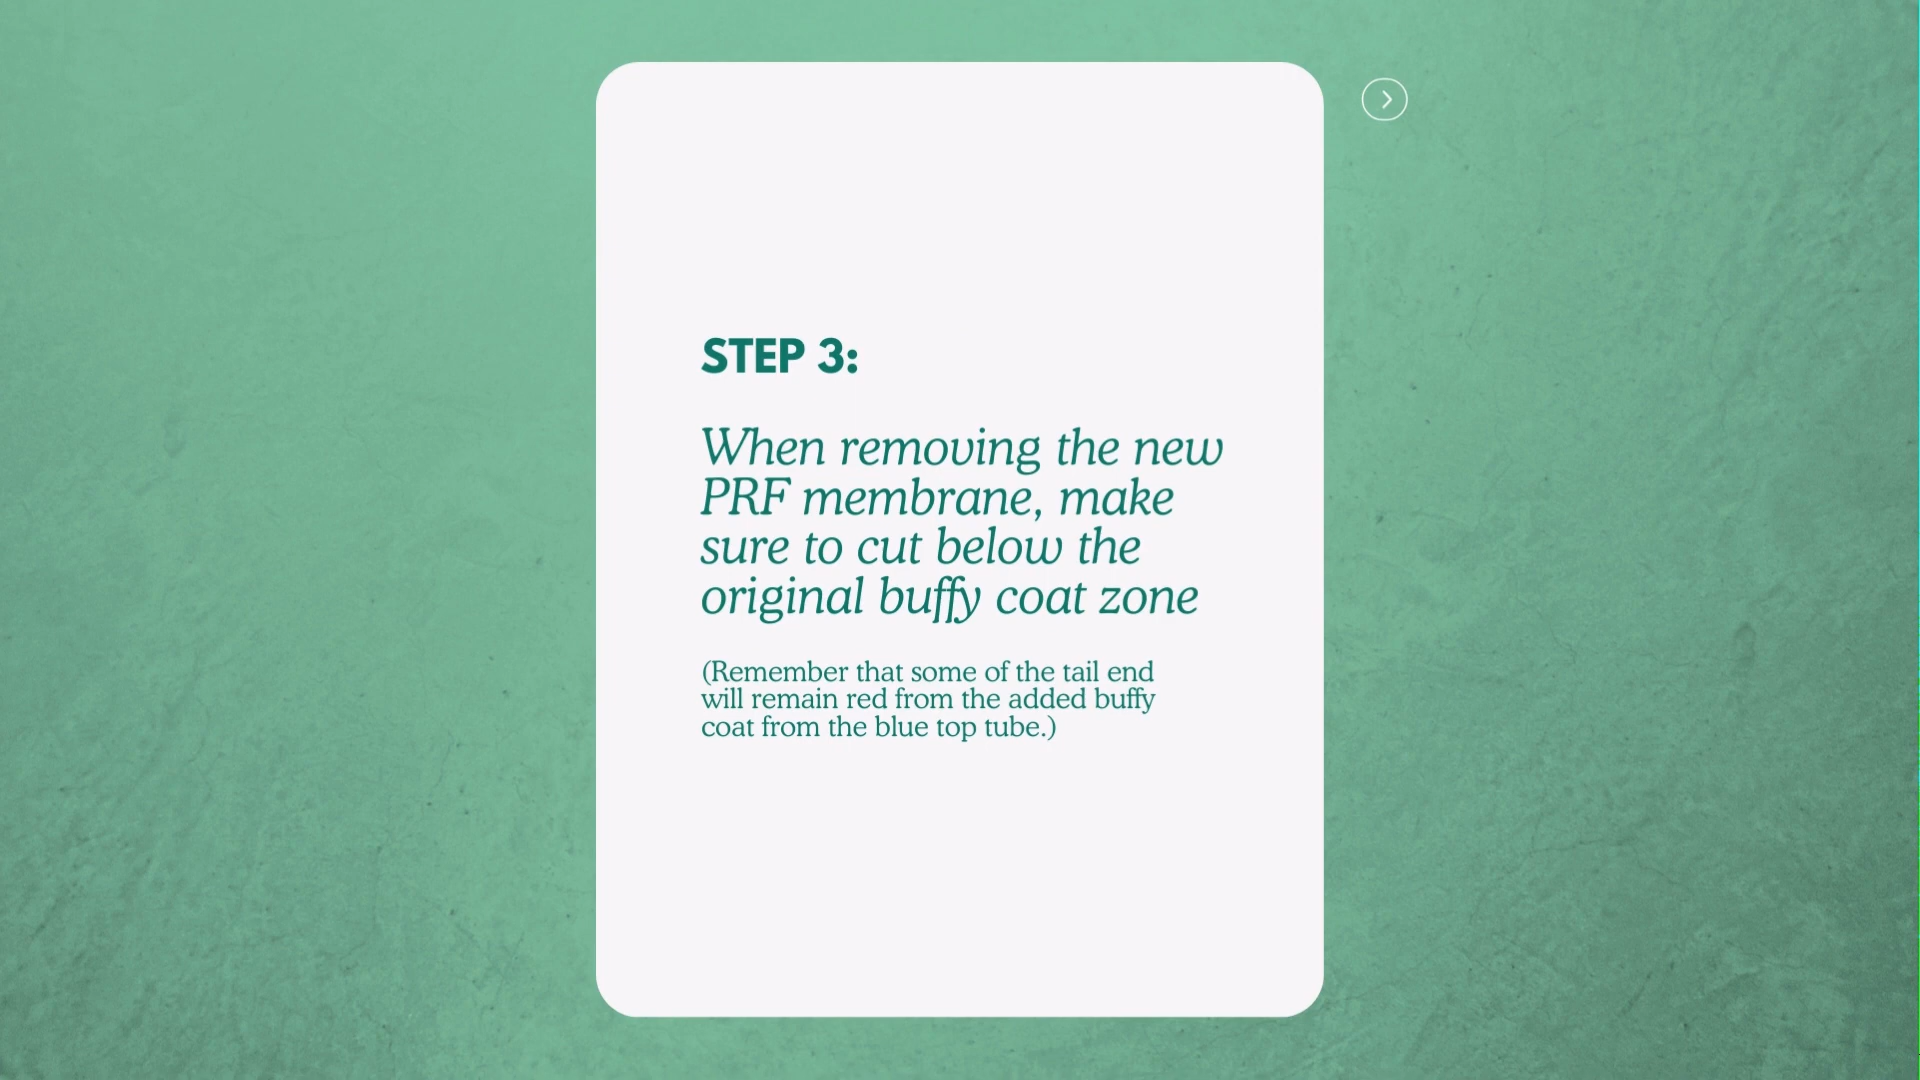 STEP 3:
When removing the new
PRF membrane, make
sure to cut below the
original buffy coat zone
(Remember that some of the tail end
will remain red from the added buffy
coat from the blue top tube.)